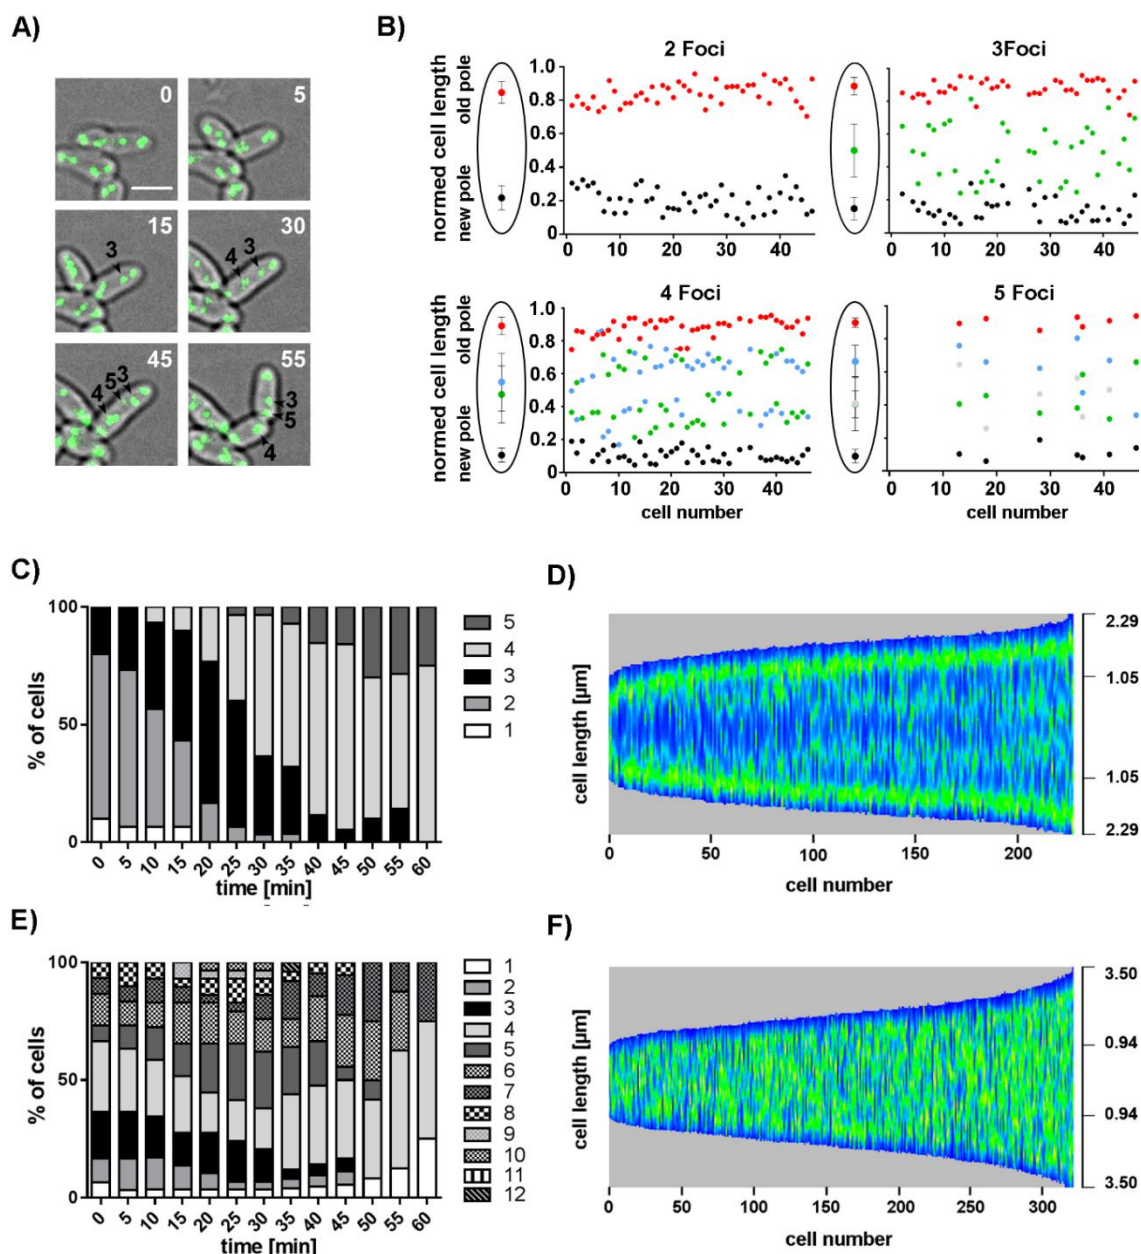 A)
0
5
15
3
30
4
3
45
4
5
3
55
3
5
4
B)
2 Foci
3Foci
normed cell length
new pole old pole
1.0
0.8
0.6
0.4
0.2
0
0 10 20 30 40
0 10 20 30 40
4 Foci
5 Foci
normed cell length
new pole old pole
1.0
0.8
0.6
0.4
0.2
0
0 10 20 30 40
0 10 20 30 40
cell number
cell number
C)
% of cells
100
50
0
0 5 10 15 20 25 30 35 40 45 50 55 60
time [min]
5
4
3
2
1
D)
cell length [µm]
2.29
1.05
1.05
2.29
0 50 100 150 200
cell number
E)
% of cells
100
50
0
0 5 10 15 20 25 30 35 40 45 50 55 60
time [min]
1
2
3
4
5
6
7
8
9
10
11
12
F)
cell length [µm]
3.50
0.94
0.94
3.50
0 50 100 150 200 250 300
cell number